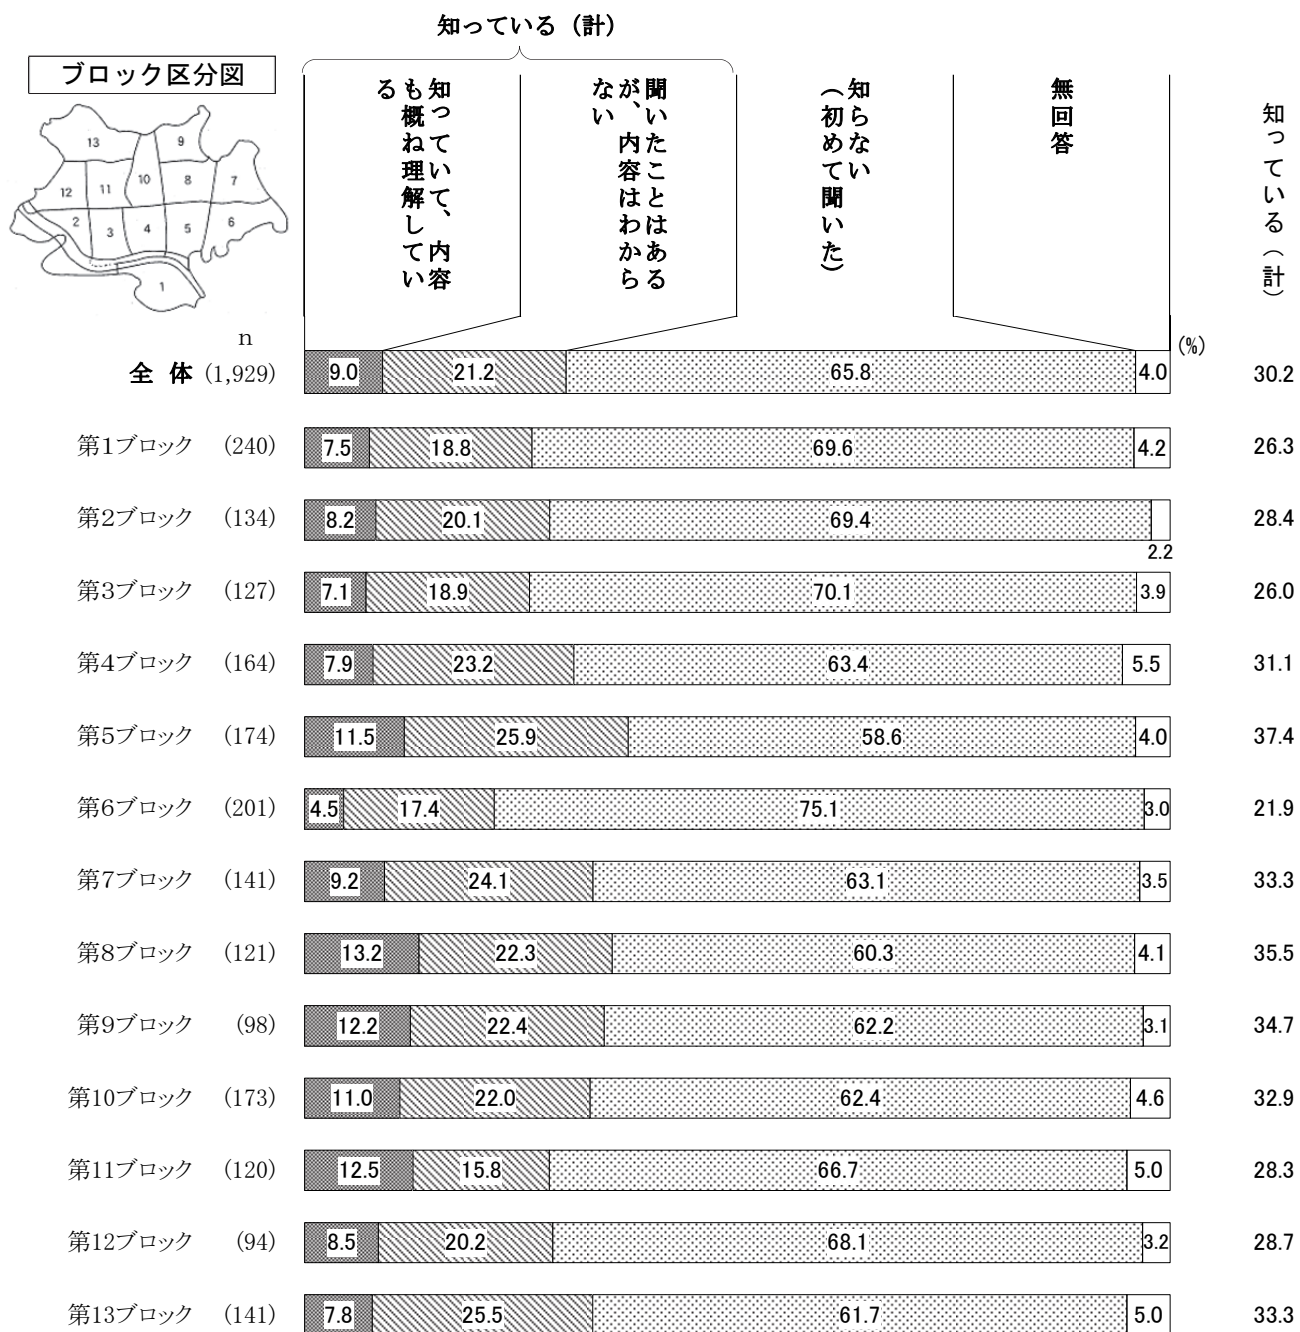 知っている（計）
ブロック区分図
13
9
12
11
10
8
7
2
3
4
5
6
1
知っていて、内容
も概ね理解してい
る
聞いたことはある
が、内容はわから
ない
知らない
（初めて聞いた）
無回答
知っている（計）
n
(%)
全 体 (1,929) 9.0 21.2 65.8 4.0 30.2
第1ブロック (240) 7.5 18.8 69.6 4.2 26.3
第2ブロック (134) 8.2 20.1 69.4 2.2 28.4
第3ブロック (127) 7.1 18.9 70.1 3.9 26.0
第4ブロック (164) 7.9 23.2 63.4 5.5 31.1
第5ブロック (174) 11.5 25.9 58.6 4.0 37.4
第6ブロック (201) 4.5 17.4 75.1 3.0 21.9
第7ブロック (141) 9.2 24.1 63.1 3.5 33.3
第8ブロック (121) 13.2 22.3 60.3 4.1 35.5
第9ブロック (98) 12.2 22.4 62.2 3.1 34.7
第10ブロック (173) 11.0 22.0 62.4 4.6 32.9
第11ブロック (120) 12.5 15.8 66.7 5.0 28.3
第12ブロック (94) 8.5 20.2 68.1 3.2 28.7
第13ブロック (141) 7.8 25.5 61.7 5.0 33.3